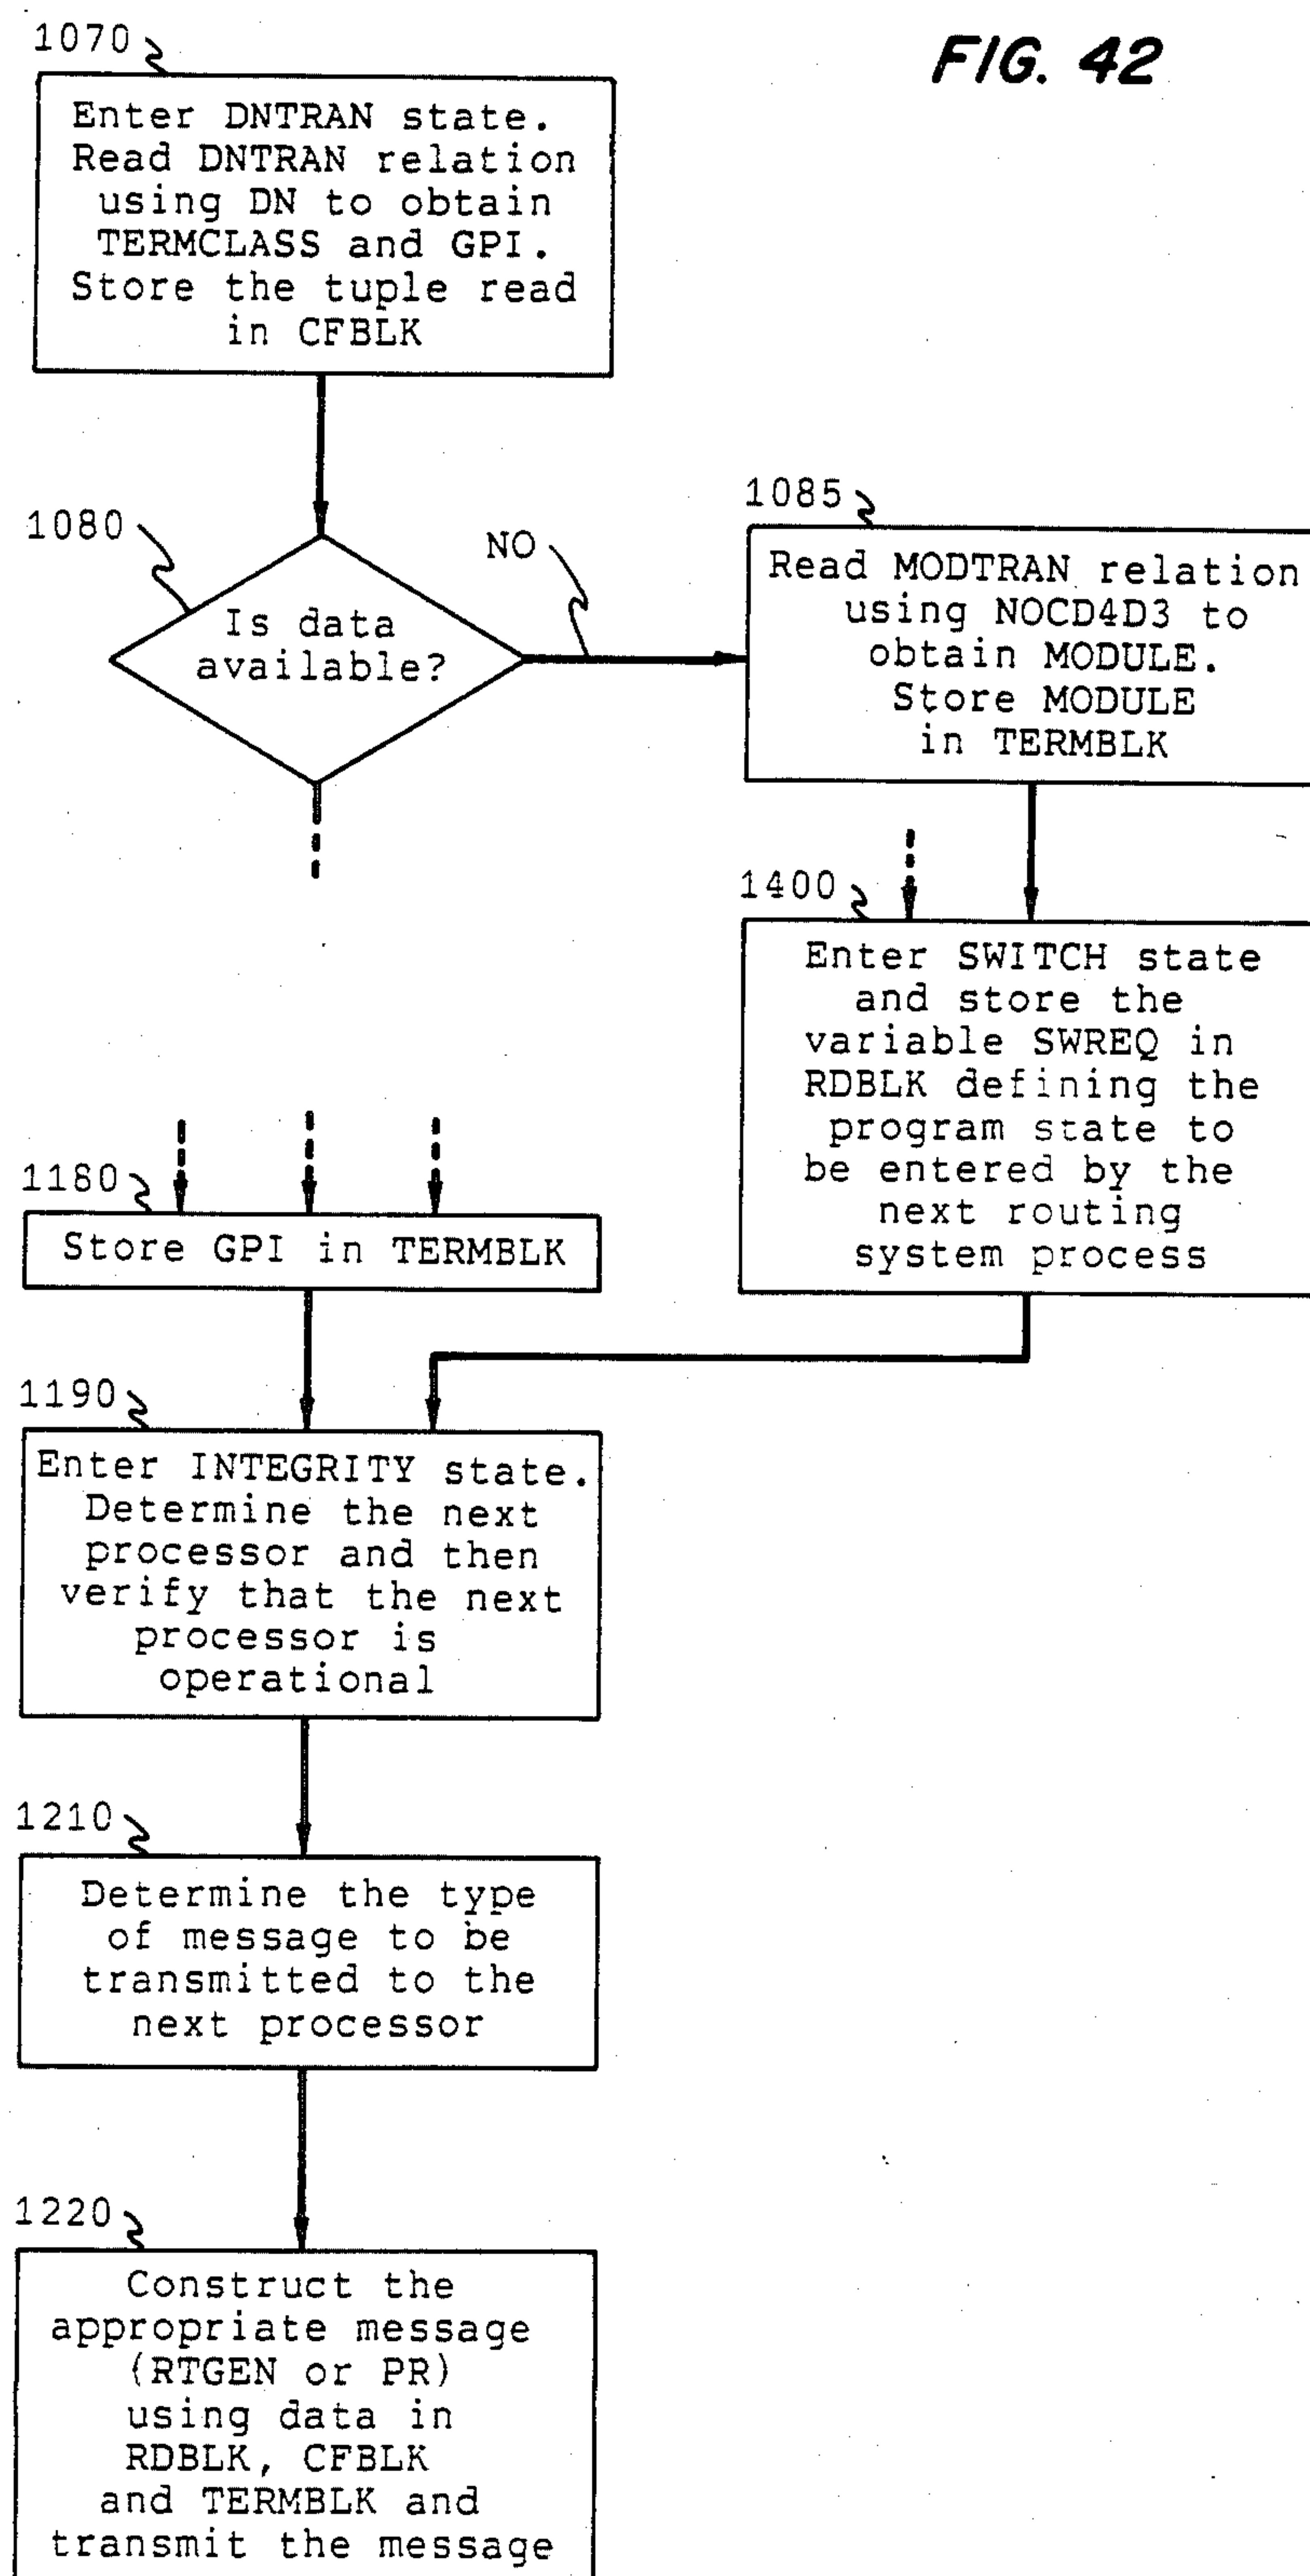 FIG. 42
1070
Enter DNTRAN state.
Read DNTRAN relation
using DN to obtain
TERMCLASS and GPI.
Store the tuple read
in CFBLK
1080
Is data
available?
NO
1085
Read MODTRAN relation
using NOCD4D3 to
obtain MODULE.
Store MODULE
in TERMBLK
1400
Enter SWITCH state
and store the
variable SWREQ in
RDBLK defining the
program state to
be entered by the
next routing
system process
1180
Store GPI in TERMBLK
1190
Enter INTEGRITY state.
Determine the next
processor and then
verify that the next
processor is
operational
1210
Determine the type
of message to be
transmitted to the
next processor
1220
Construct the
appropriate message
(RTGEN or PR)
using data in
RDBLK, CFBLK
and TERMBLK and
transmit the message